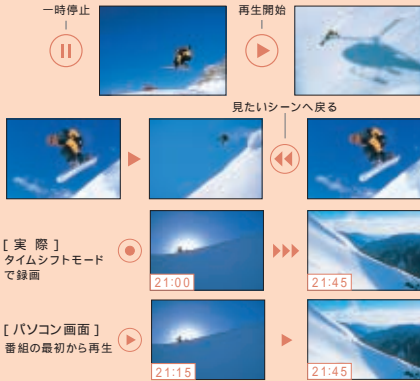 一時停止
再生開始
見たいシーンへ戻る
[ 実 際 ]
タイムシフトモード
で録画
21:00
21:45
[ パソコン画面 ]
番組の最初から再生
21:15
21:45